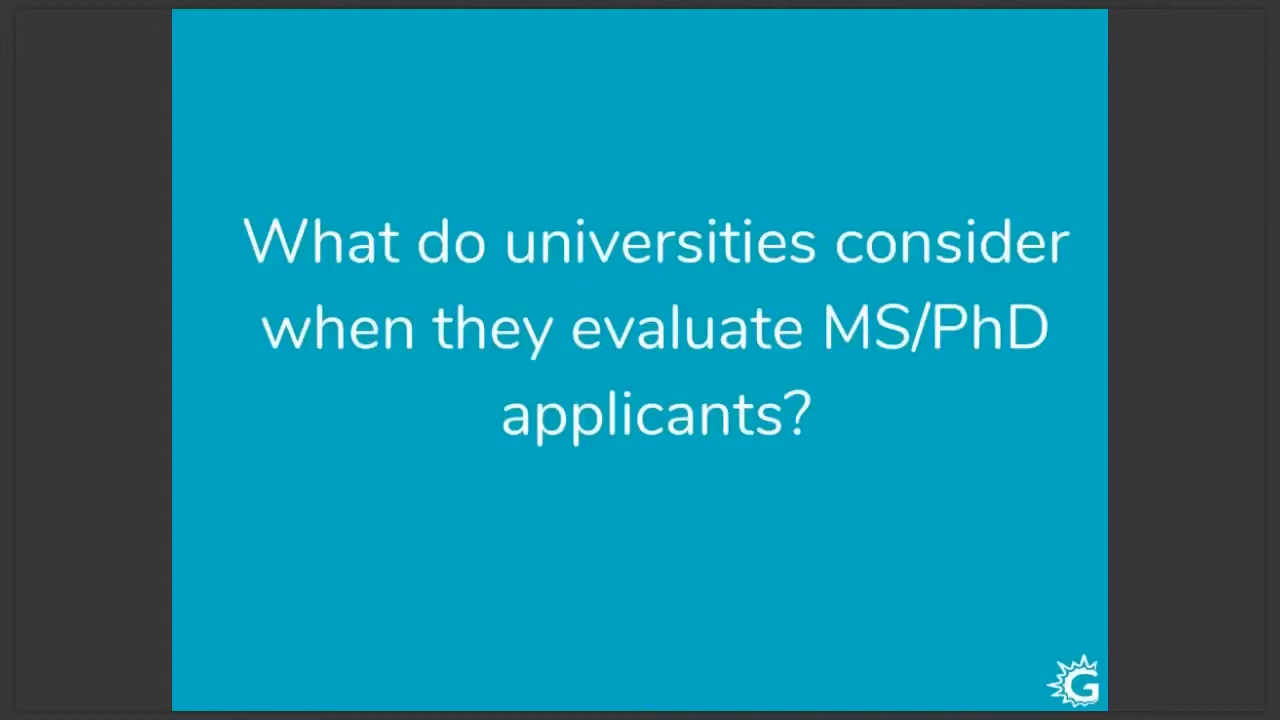 What do universities consider
when they evaluate MS/PhD
applicants?
G